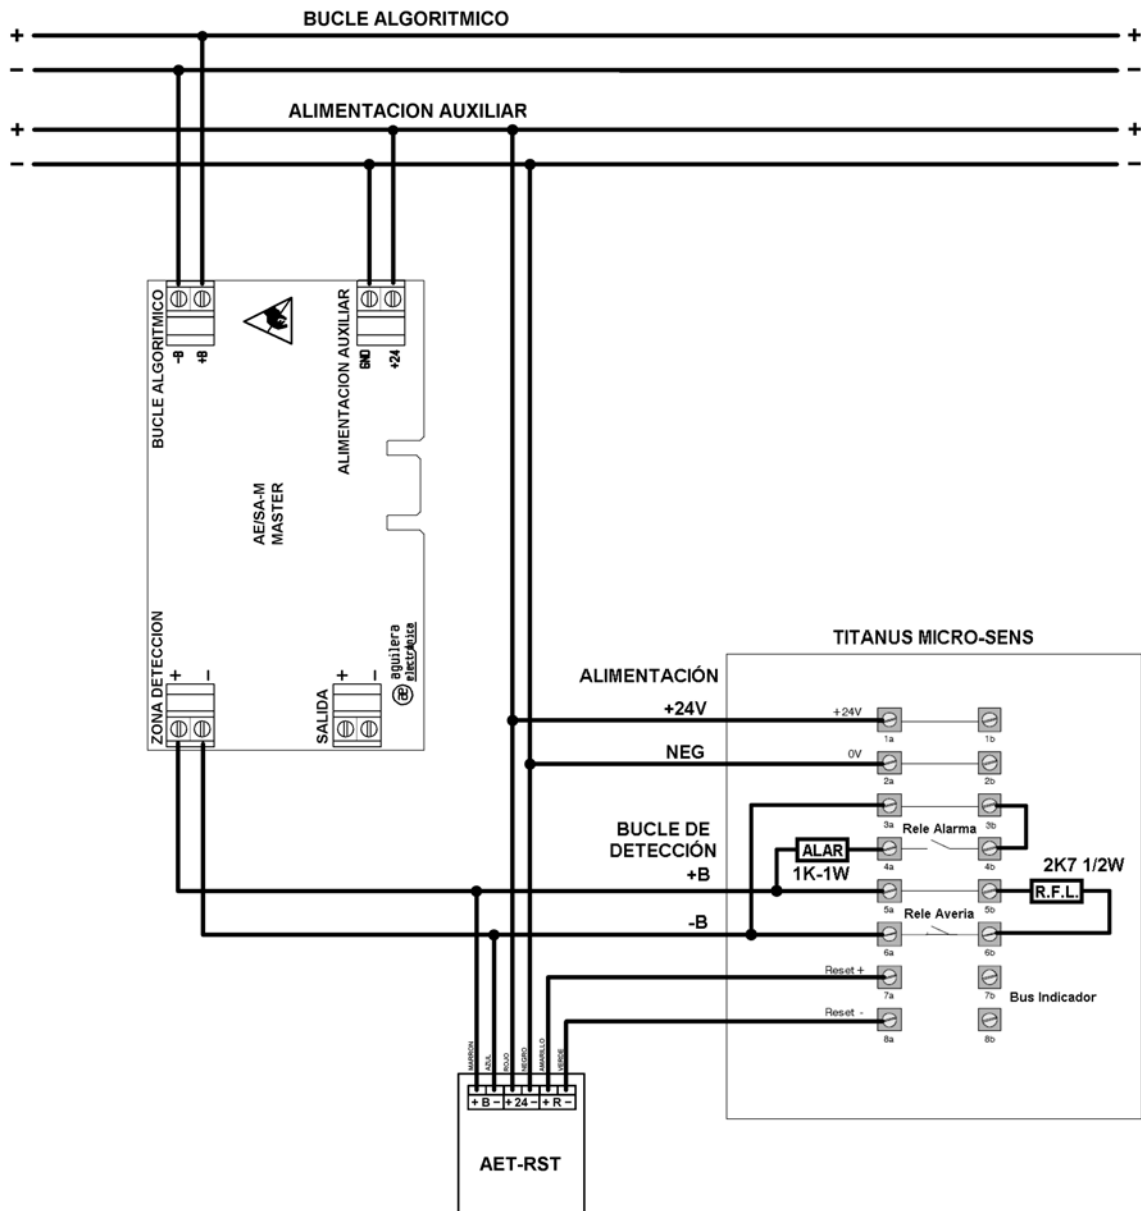 BUCLE ALGORITMICO
+ +
− −
ALIMENTACION AUXILIAR
+ +
− −
BUCLE ALGORITMICO
-B +B
ALIMENTACION AUXILIAR
GND +24
AE/SA-M
MASTER
ZONA DETECCION
+ −
SALIDA
+ −
ae aguilera
electrónica
TITANUS MICRO-SENS
ALIMENTACIÓN
+24V
+24V
1a 1b
NEG
0V
2a 2b
3a 3b
Rele Alarma
BUCLE DE
DETECCIÓN
ALAR
1K-1W
4a 4b
2K7 1/2W
R.F.L.
+B
5a 5b
Rele Averia
-B
6a 6b
Reset +
7a 7b
Bus Indicador
Reset -
8a 8b
MARRON
AZUL
ROJO
NEGRO
AMARILLO
VERDE
+ B − + 24 − + R −
AET-RST